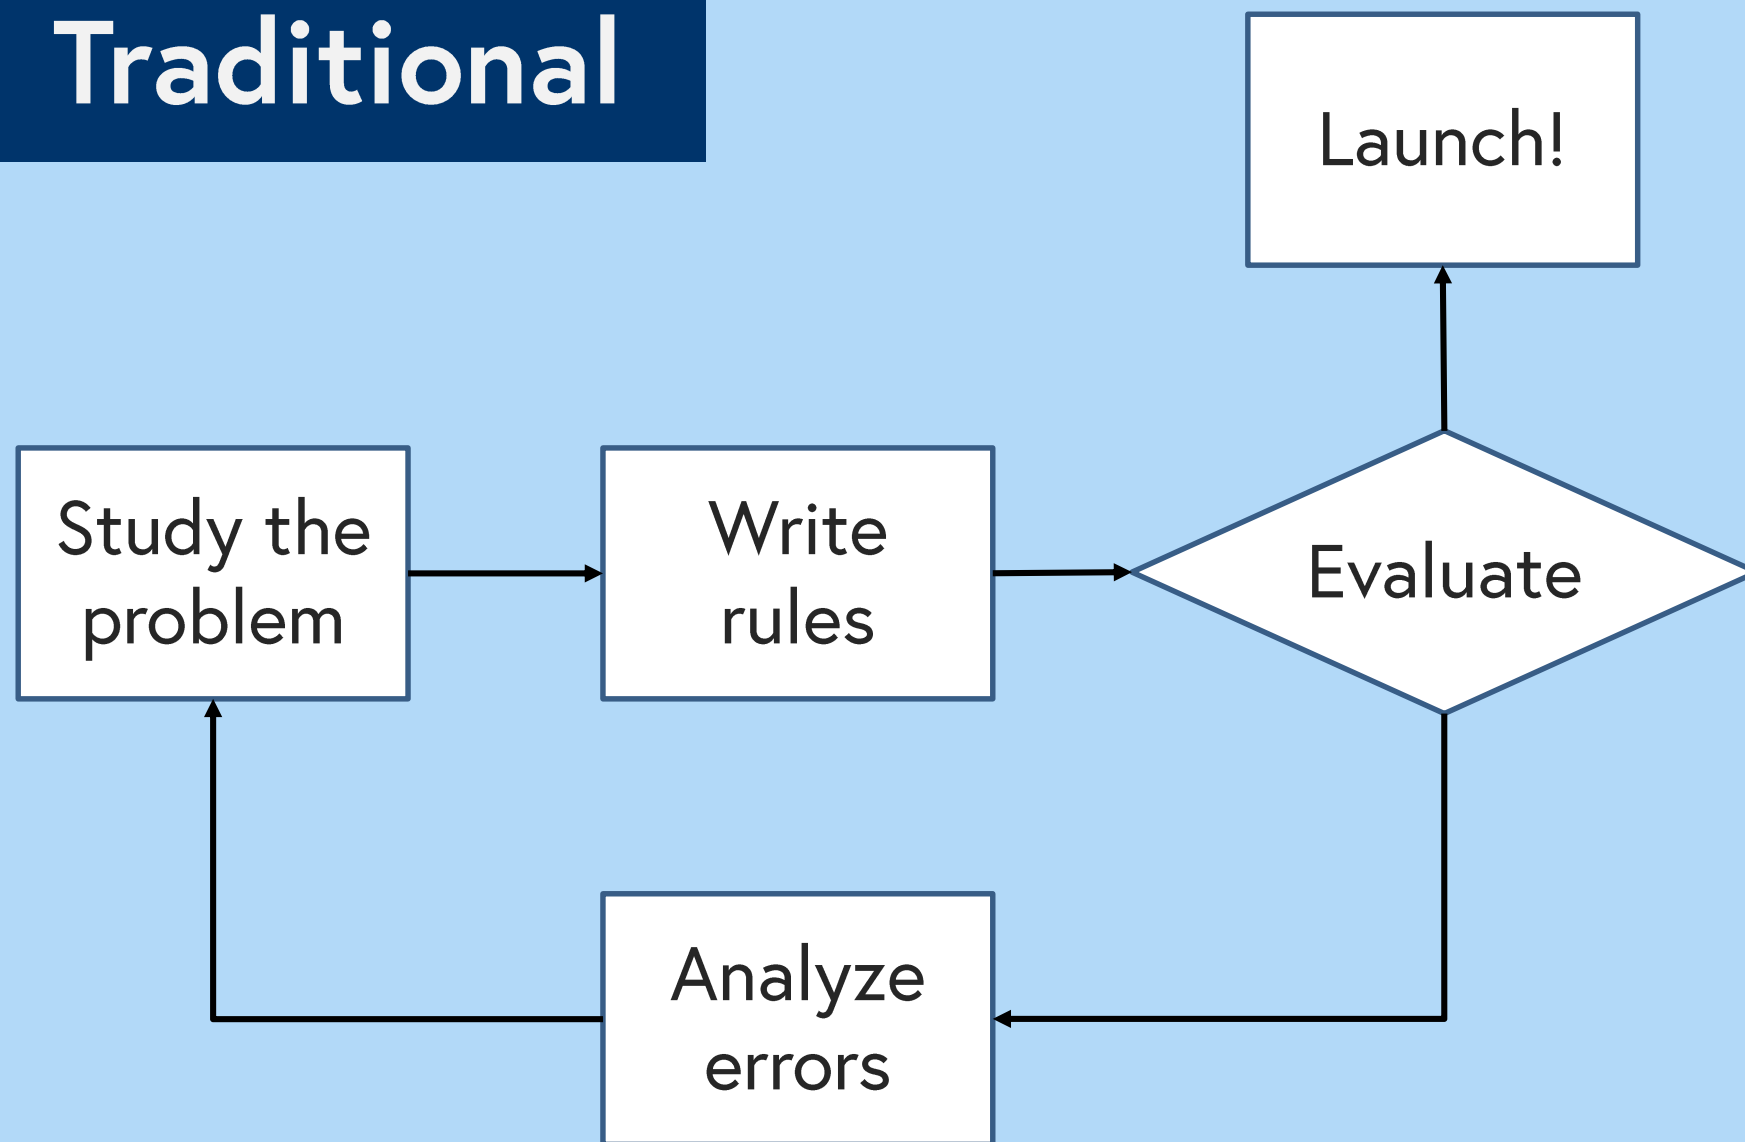 Traditional
Launch!
Study the
problem
Write
rules
Evaluate
Analyze
errors